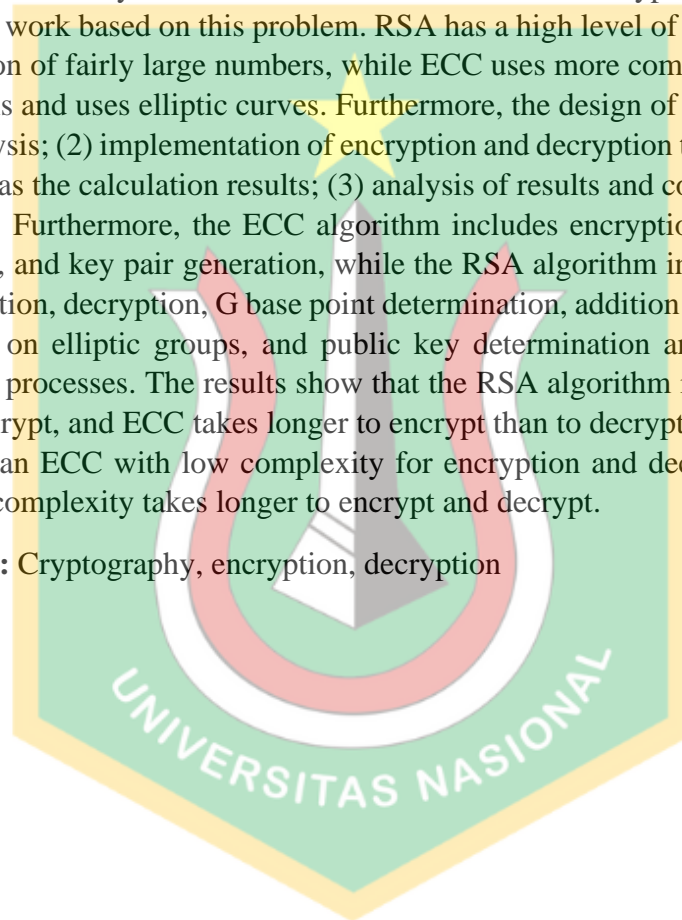 work based on this problem. RSA has a high level of
on of fairly large numbers, while ECC uses more com
s and uses elliptic curves. Furthermore, the design of
ysis; (2) implementation of encryption and decryption t
as the calculation results; (3) analysis of results and co
Furthermore, the ECC algorithm includes encryptio
, and key pair generation, while the RSA algorithm in
tion, decryption, G base point determination, addition
on elliptic groups, and public key determination an
processes. The results show that the RSA algorithm
rypt, and ECC takes longer to encrypt than to decrypt
an ECC with low complexity for encryption and dec
complexity takes longer to encrypt and decrypt.
: Cryptography, encryption, decryption
UNIVERSITAS NASIONAL